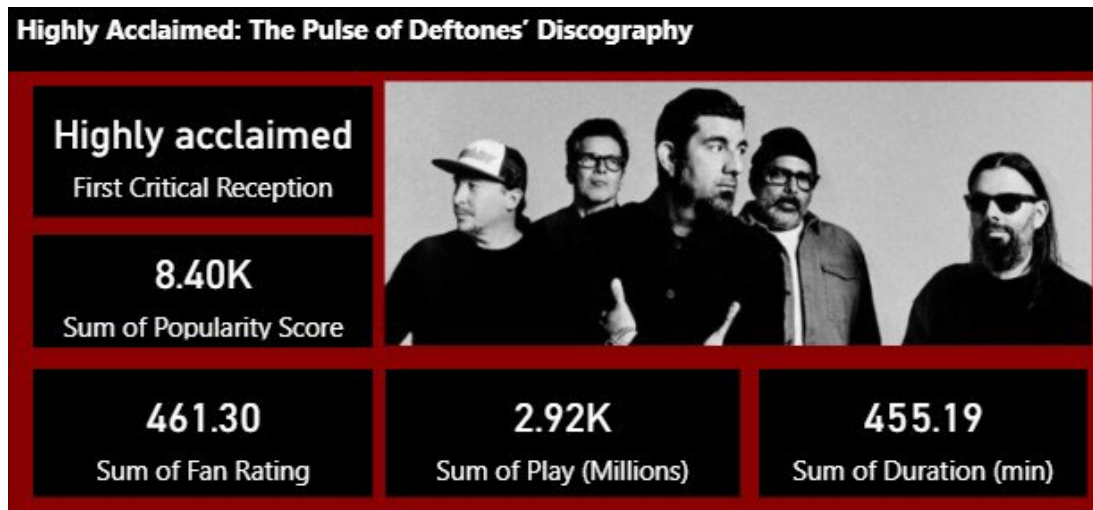 Highly Acclaimed: The Pulse of Deftones’ Discography
Highly acclaimed
First Critical Reception
8.40K
Sum of Popularity Score
461.30
Sum of Fan Rating
2.92K
Sum of Play (Millions)
455.19
Sum of Duration (min)